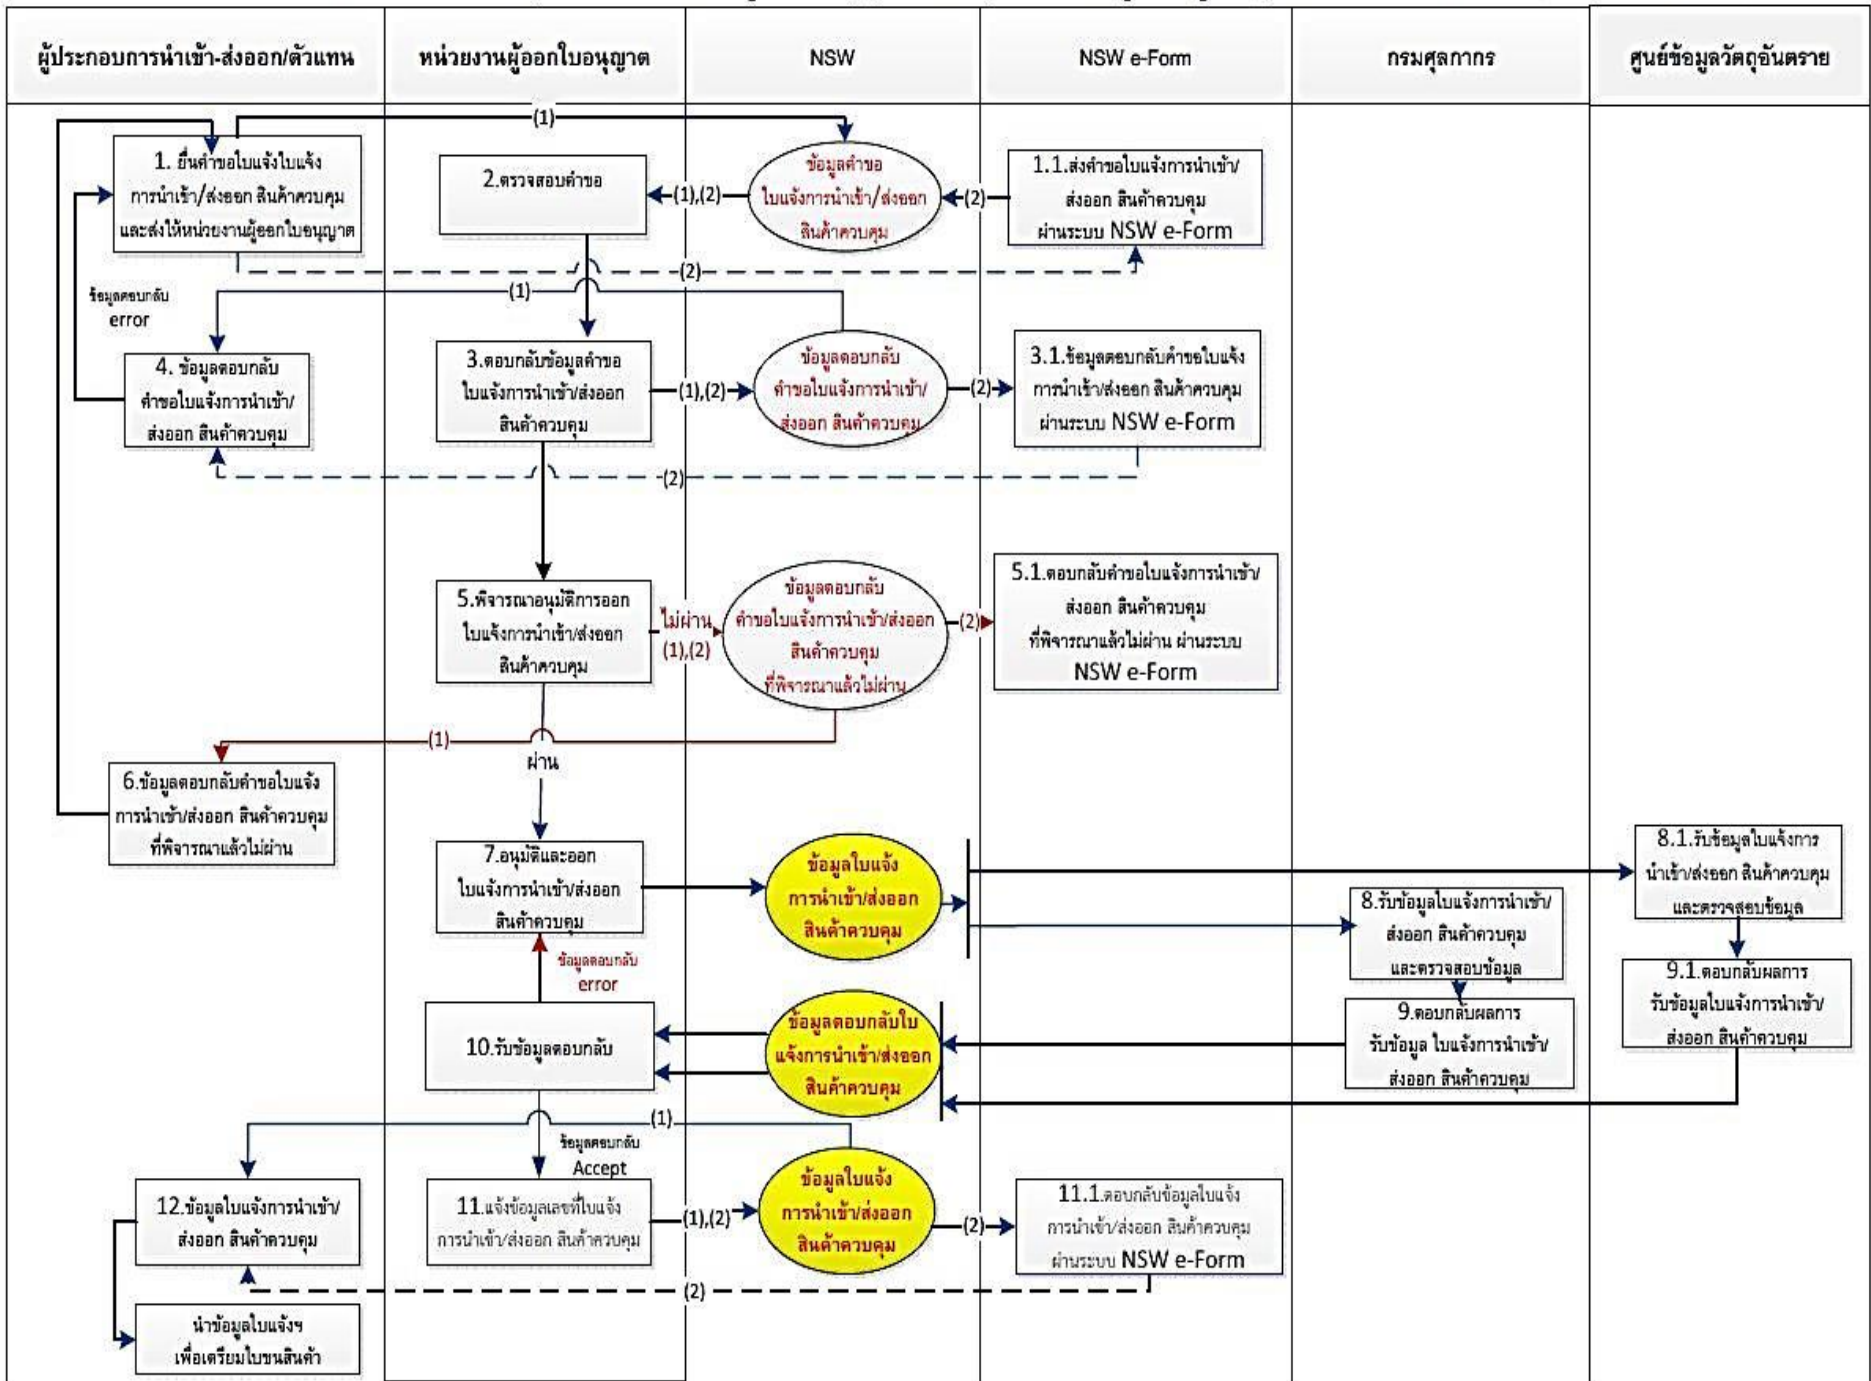 ผู้ประกอบการนำเข้า-ส่งออก/ตัวแทน
หน่วยงานผู้ออกใบอนุญาต
NSW
NSW e-Form
กรมศุลกากร
ศูนย์ข้อมูลวัตถุอันตราย
(1)
1. ยื่นคำขอใบแจ้งใบแจ้ง
การนำเข้า/ส่งออก สินค้าควบคุม
และส่งให้หน่วยงานผู้ออกใบอนุญาต
2.ตรวจสอบคำขอ
(1),(2)
ข้อมูลคำขอ
ใบแจ้งการนำเข้า/ส่งออก
สินค้าควบคุม
(2)
1.1.ส่งคำขอใบแจ้งการนำเข้า/
ส่งออก สินค้าควบคุม
ผ่านระบบ NSW e-Form
(2)
(1)
ข้อมูลตอบกลับ
error
4. ข้อมูลตอบกลับ
คำขอใบแจ้งการนำเข้า/
ส่งออก สินค้าควบคุม
3.ตอบกลับข้อมูลคำขอ
ใบแจ้งการนำเข้า/ส่งออก
สินค้าควบคุม
(1),(2)
ข้อมูลตอบกลับ
คำขอใบแจ้งการนำเข้า/
ส่งออก สินค้าควบคุม
(2)
3.1.ข้อมูลตอบกลับคำขอใบแจ้ง
การนำเข้า/ส่งออก สินค้าควบคุม
ผ่านระบบ NSW e-Form
(2)
5.พิจารณาอนุมัติการออก
ใบแจ้งการนำเข้า/ส่งออก
สินค้าควบคุม
ไม่ผ่าน
(1),(2)
ข้อมูลตอบกลับ
คำขอใบแจ้งการนำเข้า/ส่งออก
สินค้าควบคุม
ที่พิจารณาแล้วไม่ผ่าน
(2)
5.1.ตอบกลับคำขอใบแจ้งการนำเข้า/
ส่งออก สินค้าควบคุม
ที่พิจารณาแล้วไม่ผ่าน ผ่านระบบ
NSW e-Form
(1)
ผ่าน
6.ข้อมูลตอบกลับคำขอใบแจ้ง
การนำเข้า/ส่งออก สินค้าควบคุม
ที่พิจารณาแล้วไม่ผ่าน
7.อนุมัติและออก
ใบแจ้งการนำเข้า/ส่งออก
สินค้าควบคุม
ข้อมูลใบแจ้ง
การนำเข้า/ส่งออก
สินค้าควบคุม
8.รับข้อมูลใบแจ้งการนำเข้า/
ส่งออก สินค้าควบคุม
และตรวจสอบข้อมูล
8.1.รับข้อมูลใบแจ้งการ
นำเข้า/ส่งออก สินค้าควบคุม
และตรวจสอบข้อมูล
ข้อมูลตอบกลับ
error
10.รับข้อมูลตอบกลับ
ข้อมูลตอบกลับใบ
แจ้งการนำเข้า/ส่งออก
สินค้าควบคุม
9.ตอบกลับผลการ
รับข้อมูล ใบแจ้งการนำเข้า/
ส่งออก สินค้าควบคุม
9.1.ตอบกลับผลการ
รับข้อมูลใบแจ้งการนำเข้า/
ส่งออก สินค้าควบคุม
(1)
ข้อมูลตอบกลับ
Accept
12.ข้อมูลใบแจ้งการนำเข้า/
ส่งออก สินค้าควบคุม
11.แจ้งข้อมูลเลขที่ใบแจ้ง
การนำเข้า/ส่งออก สินค้าควบคุม
(1),(2)
ข้อมูลใบแจ้ง
การนำเข้า/ส่งออก
สินค้าควบคุม
(2)
11.1.ตอบกลับข้อมูลใบแจ้ง
การนำเข้า/ส่งออก สินค้าควบคุม
ผ่านระบบ NSW e-Form
(2)
นำข้อมูลใบแจ้งฯ
เพื่อเตรียมใบขนสินค้า